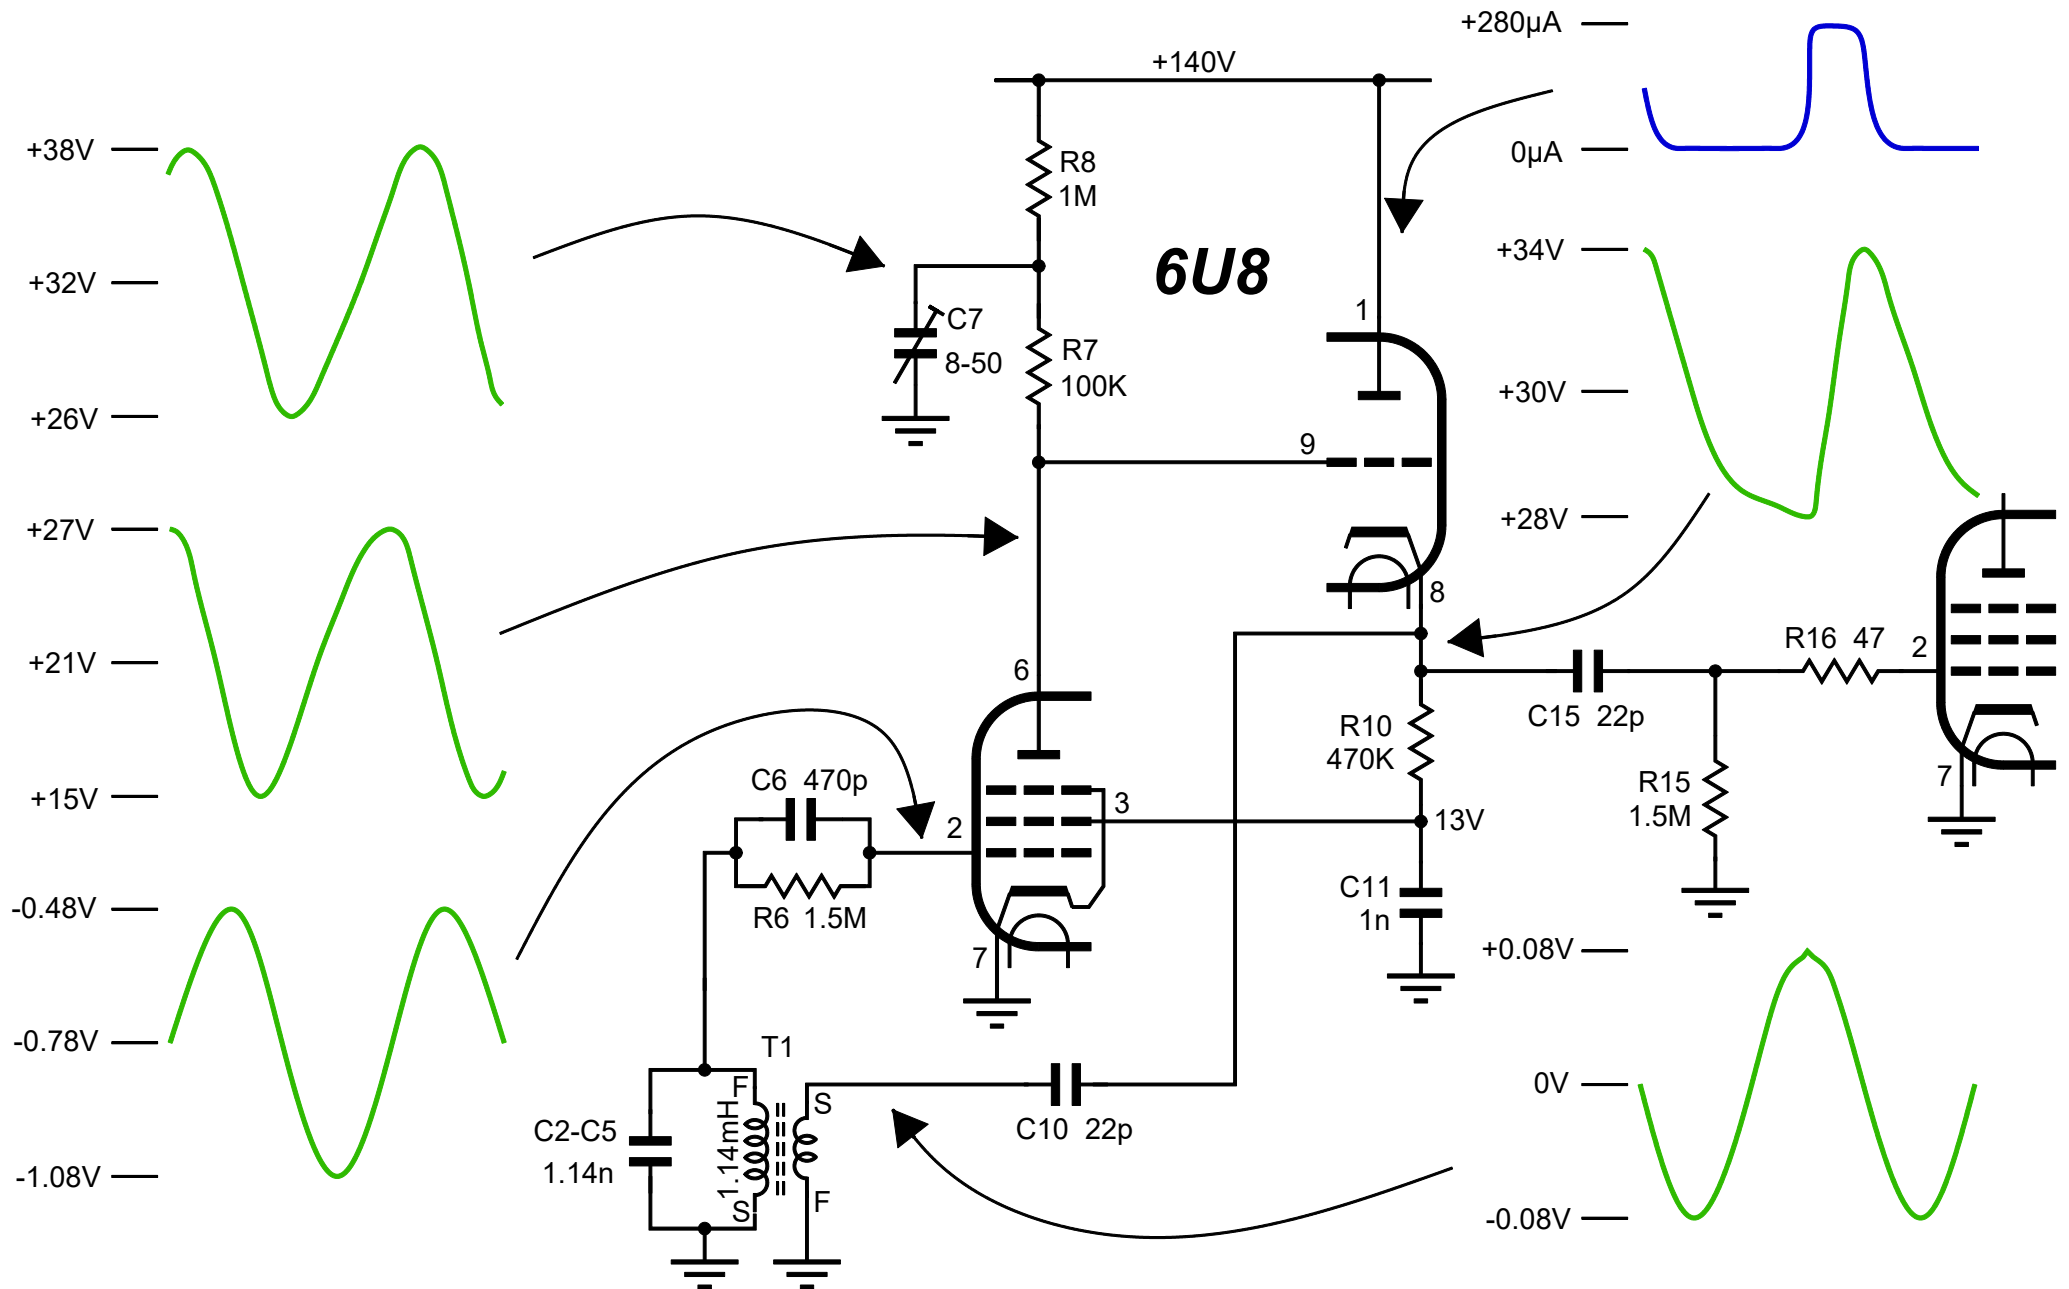 +280µA
0µA
+140V
+38V
+32V
+26V
R8
1M
6U8
+34V
+30V
+28V
1
C7
8-50
R7
100K
9
8
+27V
+21V
+15V
6
R16 47
2
C15 22p
R10
470K
7
R15
1.5M
C6 470p
2
3
13V
R6 1.5M
C11
1n
7
-0.48V
-0.78V
-1.08V
+0.08V
0V
-0.08V
T1
F
1.14mH
S
S
F
C2-C5
1.14n
C10 22p